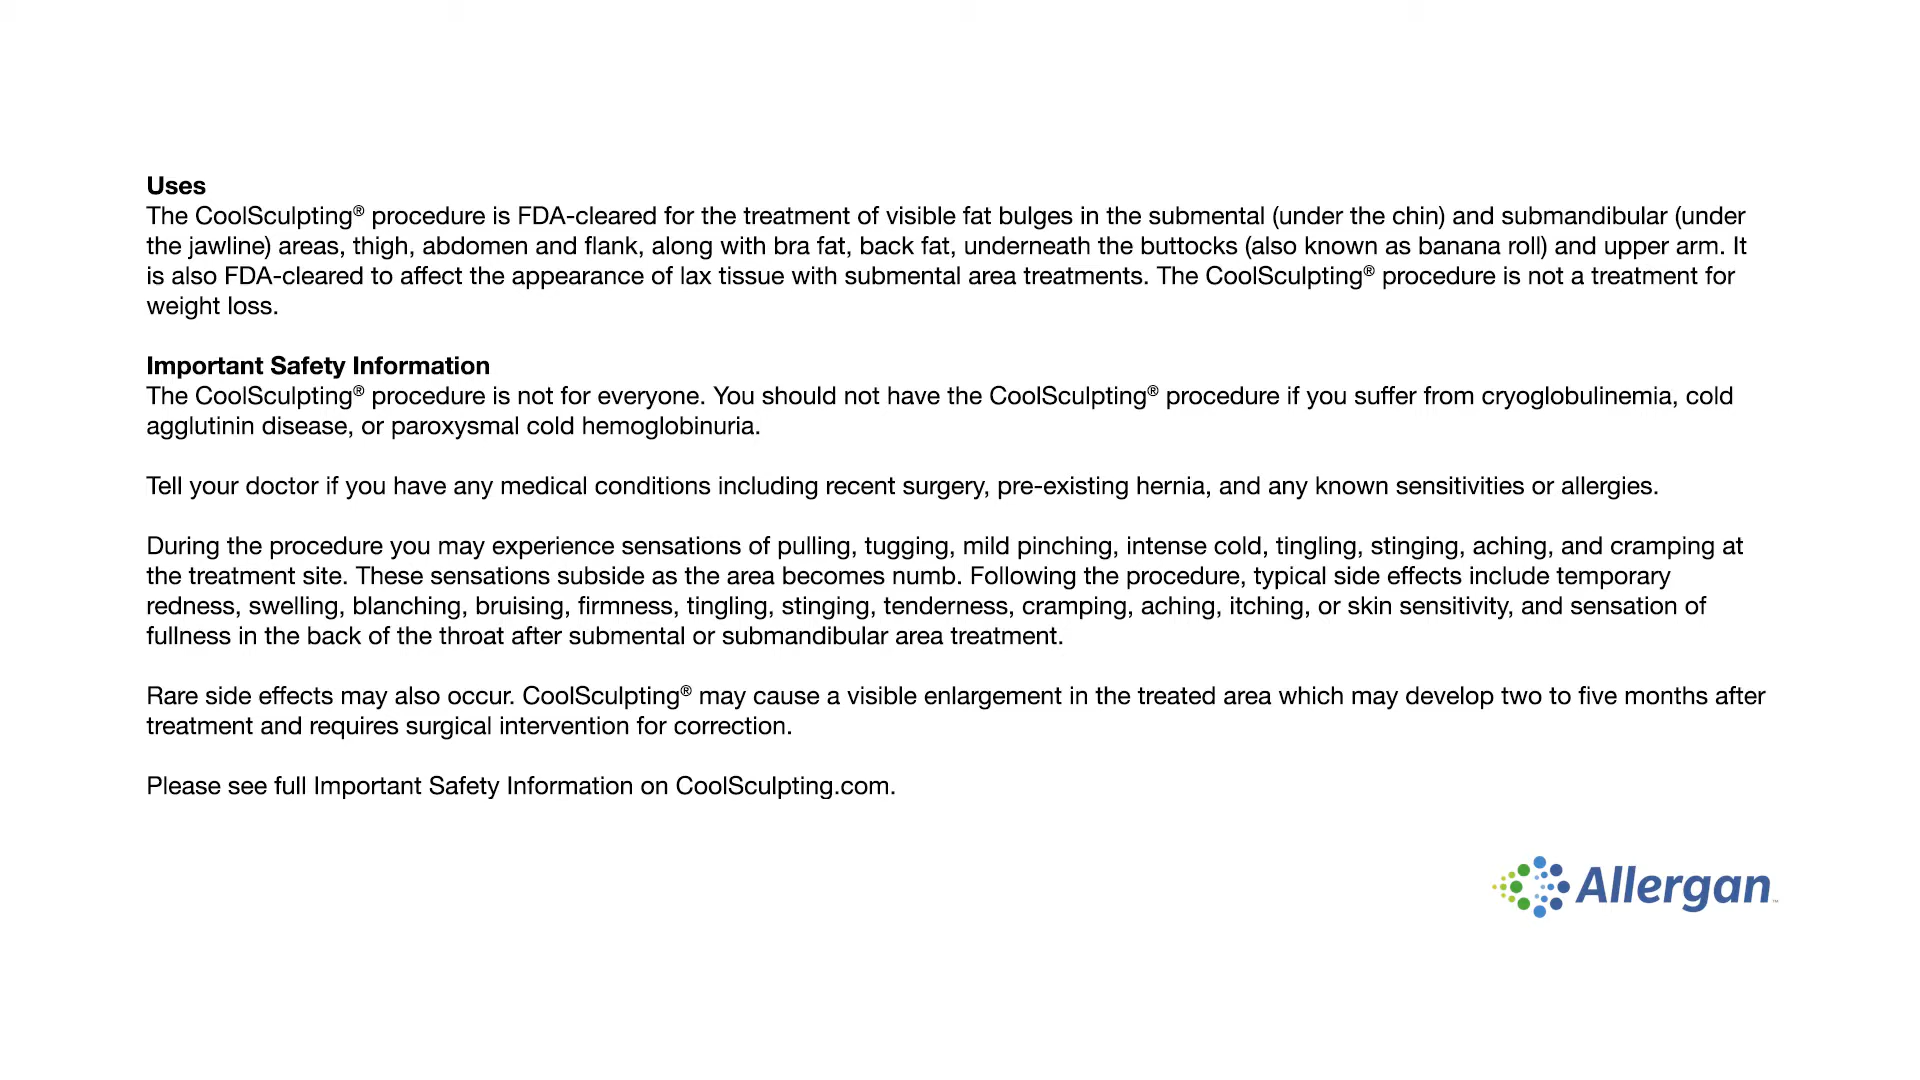 Uses
The CoolSculpting® procedure is FDA-cleared for the treatment of visible fat bulges in the submental (under the chin) and submandibular (under
the jawline) areas, thigh, abdomen and flank, along with bra fat, back fat, underneath the buttocks (also known as banana roll) and upper arm. It
is also FDA-cleared to affect the appearance of lax tissue with submental area treatments. The CoolSculpting® procedure is not a treatment for
weight loss.
Important Safety Information
The CoolSculpting® procedure is not for everyone. You should not have the CoolSculpting® procedure if you suffer from cryoglobulinemia, cold
agglutinin disease, or paroxysmal cold hemoglobinuria.
Tell your doctor if you have any medical conditions including recent surgery, pre-existing hernia, and any known sensitivities or allergies.
During the procedure you may experience sensations of pulling, tugging, mild pinching, intense cold, tingling, stinging, aching, and cramping at
the treatment site. These sensations subside as the area becomes numb. Following the procedure, typical side effects include temporary
redness, swelling, blanching, bruising, firmness, tingling, stinging, tenderness, cramping, aching, itching, or skin sensitivity, and sensation of
fullness in the back of the throat after submental or submandibular area treatment.
Rare side effects may also occur. CoolSculpting® may cause a visible enlargement in the treated area which may develop two to five months after
treatment and requires surgical intervention for correction.
Please see full Important Safety Information on CoolSculpting.com.
Allergan™